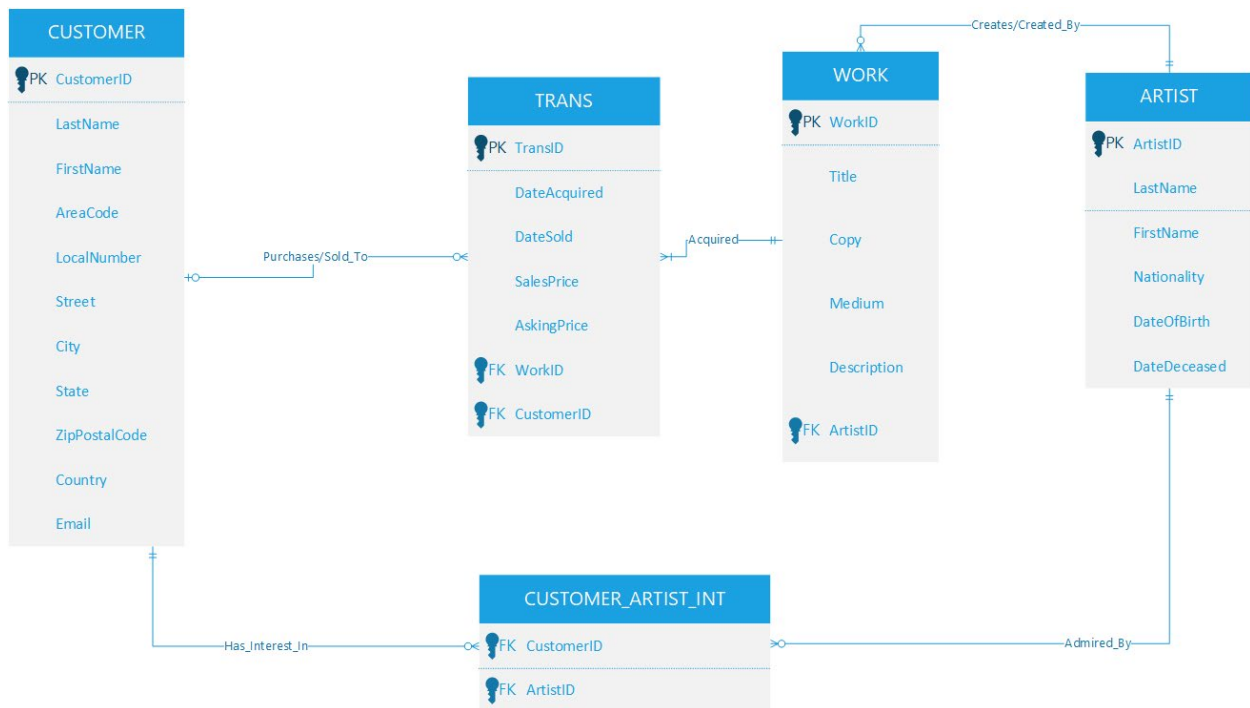 CUSTOMER
PK CustomerID
LastName
FirstName
AreaCode
LocalNumber
Street
City
State
ZipPostalCode
Country
Email
Purchases/Sold_To
TRANS
PK TransID
DateAcquired
DateSold
SalesPrice
AskingPrice
FK WorkID
FK CustomerID
Acquired
WORK
PK WorkID
Title
Copy
Medium
Description
FK ArtistID
Creates/Created_By
ARTIST
PK ArtistID
LastName
FirstName
Nationality
DateOfBirth
DateDeceased
Has_Interest_In
CUSTOMER_ARTIST_INT
FK CustomerID
FK ArtistID
Admired_By